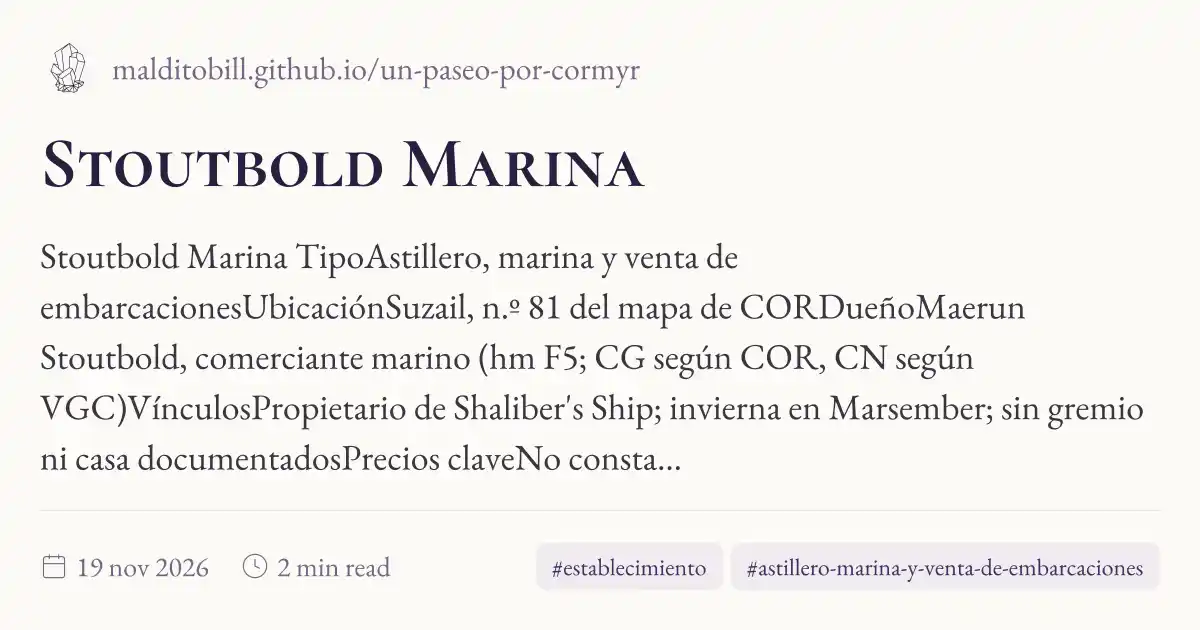 malditobill.github.io/un-paseo-por-cormyr
Stoutbold Marina
Stoutbold Marina TipoAstillero, marina y venta de
embarcacionesUbicaciónSuzail, n.º 81 del mapa de CORDueñoMaerun
Stoutbold, comerciante marino (hm F5; CG según COR, CN según
VGC)VínculosPropietario de Shaliber's Ship; invierna en Marsember; sin gremio
ni casa documentadosPrecios claveNo consta...
19 nov 2026 2 min read #establecimiento #astillero-marina-y-venta-de-embarcaciones